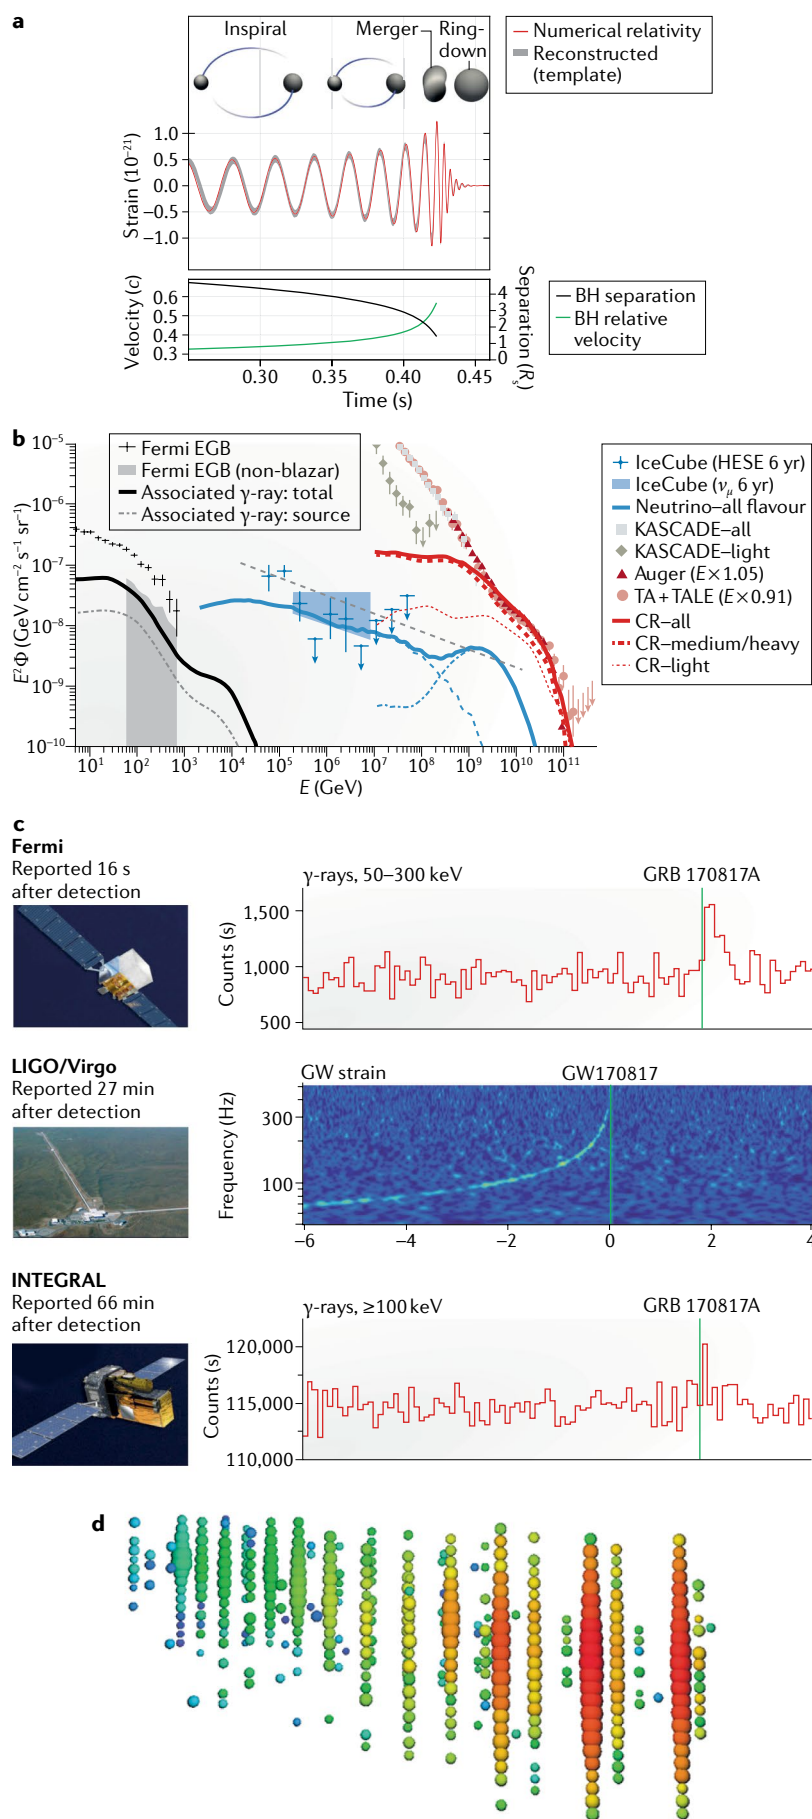 a
Inspiral
Merger
Ring-
down
Numerical relativity
Reconstructed
(template)
Strain (10⁻²¹)
1.0
0.5
0.0
−0.5
−1.0
Velocity (c)
0.6
0.5
0.4
0.3
4
3
2
1
0
Separation (Rₛ)
BH separation
BH relative
velocity
0.30
0.35
0.40
0.45
Time (s)
b
Fermi EGB
Fermi EGB (non-blazar)
Associated γ-ray: total
Associated γ-ray: source
E²Φ (GeV cm⁻² s⁻¹ sr⁻¹)
10⁻⁵
10⁻⁶
10⁻⁷
10⁻⁸
10⁻⁹
10⁻¹⁰
10¹
10²
10³
10⁴
10⁵
10⁶
10⁷
10⁸
10⁹
10¹⁰
10¹¹
E (GeV)
IceCube (HESE 6 yr)
IceCube (νμ 6 yr)
Neutrino–all flavour
KASCADE–all
KASCADE–light
Auger (E × 1.05)
TA + TALE (E × 0.91)
CR–all
CR–medium/heavy
CR–light
c
Fermi
Reported 16 s
after detection
γ-rays, 50–300 keV
GRB 170817A
Counts (s)
1,500
1,000
500
LIGO/Virgo
Reported 27 min
after detection
GW strain
GW170817
Frequency (Hz)
300
100
−6
−4
−2
0
2
4
INTEGRAL
Reported 66 min
after detection
γ-rays, ≥100 keV
GRB 170817A
Counts (s)
120,000
115,000
110,000
d